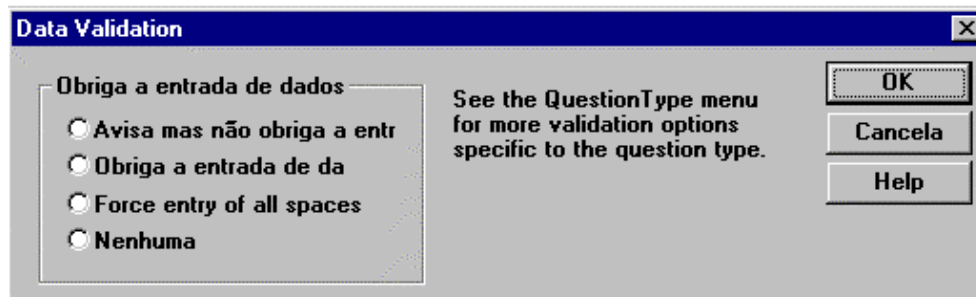 Data Validation
Obriga a entrada de dados
Avisa mas não obriga a entr
Obriga a entrada de da
Force entry of all spaces
Nenhuma
See the QuestionType menu
for more validation options
specific to the question type.
OK
Cancela
Help